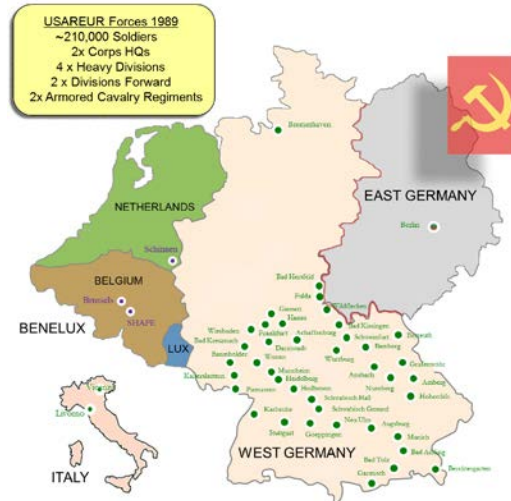 USAREUR Forces 1989
~210,000 Soldiers
2x Corps HQs
4 x Heavy Divisions
2 x Divisions Forward
2x Armored Cavalry Regiments
Bremerhaven
EAST GERMANY
Berlin
NETHERLANDS
Schinnen
BELGIUM
Brussels
SHAPE
BENELUX
LUX
Bad Hersfeld
Fulda
Wildflecken
Hanau
Wiesbaden
Frankfurt
Aschaffenburg
Bad Kissingen
Bad Kreuznach
Darmstadt
Schweinfurt
Bamberg
Baumholder
Worms
Wurzburg
Grafenwohr
Kaiserslautern
Mannheim
Heidelberg
Ansbach
Amberg
Pirmasens
Heilbronn
Nurnberg
Hohenfels
Schwabisch Hall
Karlsruhe
Schwabisch Gmund
Stuttgart
Goeppingen
Neu Ulm
Augsburg
Munich
WEST GERMANY
Bad Tolz
Bad Aibling
Garmisch
Berchtesgaden
Vicenza
Livorno
ITALY